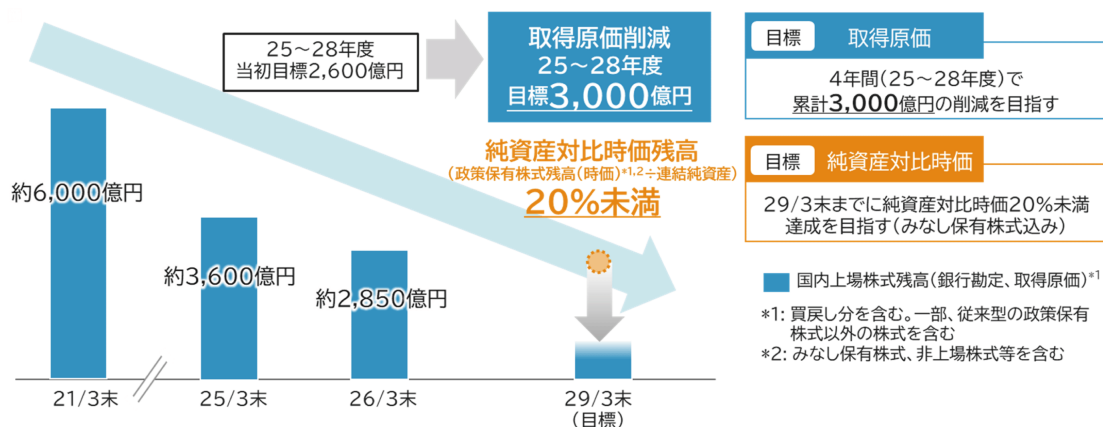 25～28年度
当初目標2,600億円
取得原価削減
25～28年度
目標3,000億円
純資産対比時価残高
(政策保有株式残高(時価)*1,2÷連結純資産)
20%未満
約6,000億円
約3,600億円
約2,850億円
21/3末
25/3末
26/3末
29/3末
(目標)
目標 取得原価
4年間(25～28年度)で
累計3,000億円の削減を目指す
目標 純資産対比時価
29/3末までに純資産対比時価20%未満
達成を目指す(みなし保有株式込み)
国内上場株式残高(銀行勘定、取得原価)*1
*1: 買戻し分を含む。一部、従来型の政策保有
株式以外の株式を含む
*2: みなし保有株式、非上場株式等を含む